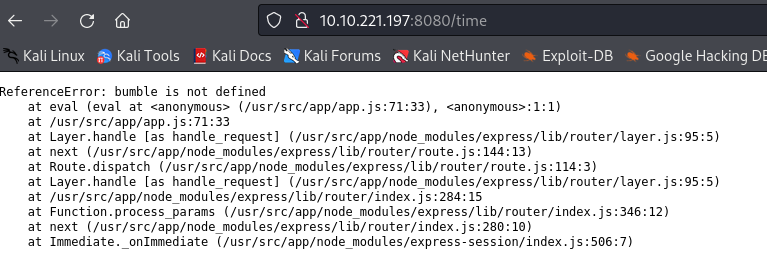 10.10.221.197:8080/time
Kali Linux Kali Tools Kali Docs Kali Forums Kali NetHunter Exploit-DB Google Hacking DB
ReferenceError: bumble is not defined
    at eval (eval at <anonymous> (/usr/src/app/app.js:71:33), <anonymous>:1:1)
    at /usr/src/app/app.js:71:33
    at Layer.handle [as handle_request] (/usr/src/app/node_modules/express/lib/router/layer.js:95:5)
    at next (/usr/src/app/node_modules/express/lib/router/route.js:144:13)
    at Route.dispatch (/usr/src/app/node_modules/express/lib/router/route.js:114:3)
    at Layer.handle [as handle_request] (/usr/src/app/node_modules/express/lib/router/layer.js:95:5)
    at /usr/src/app/node_modules/express/lib/router/index.js:284:15
    at Function.process_params (/usr/src/app/node_modules/express/lib/router/index.js:346:12)
    at next (/usr/src/app/node_modules/express/lib/router/index.js:280:10)
    at Immediate._onImmediate (/usr/src/app/node_modules/express-session/index.js:506:7)